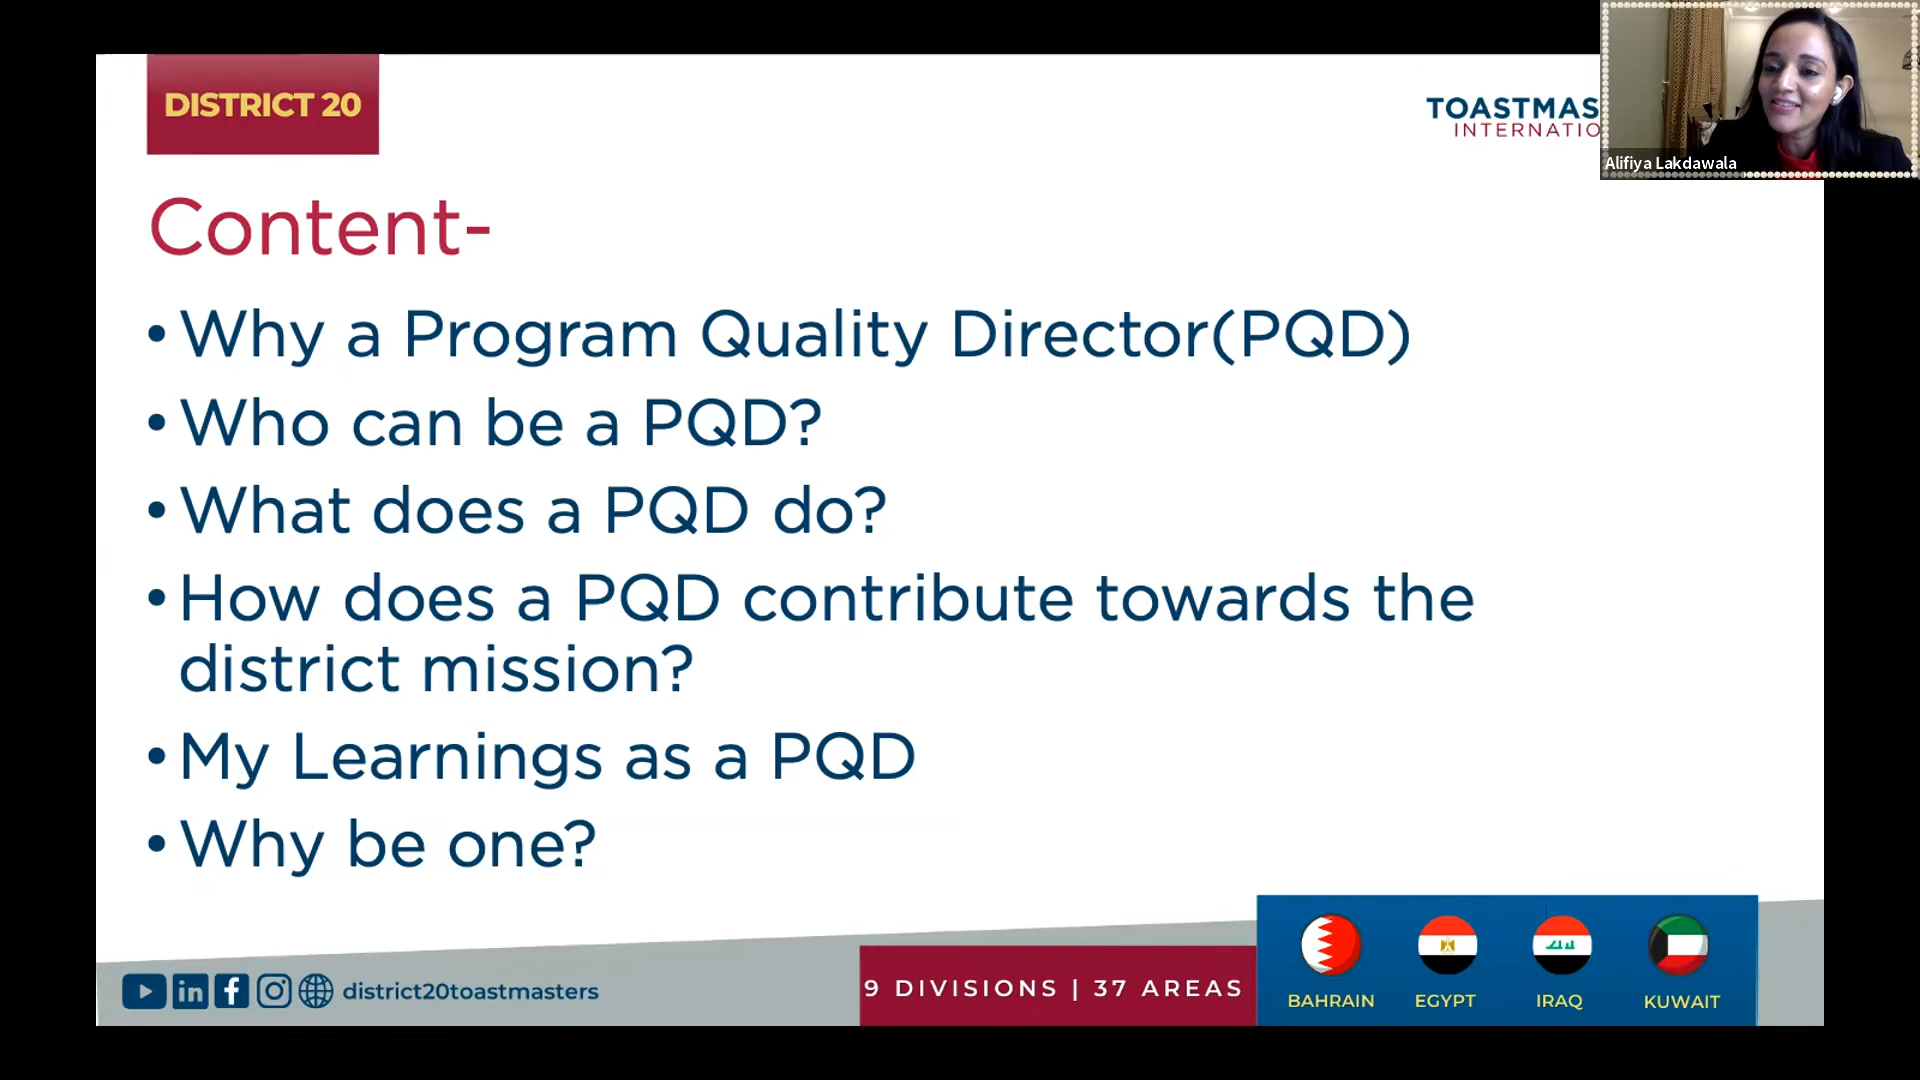 DISTRICT 20
TOASTMAS
INTERNATIO
Alifiya Lakdawala
Content-
• Why a Program Quality Director(PQD)
• Who can be a PQD?
• What does a PQD do?
• How does a PQD contribute towards the
district mission?
• My Learnings as a PQD
• Why be one?
in f district20toastmasters
9 DIVISIONS | 37 AREAS
BAHRAIN EGYPT IRAQ KUWAIT